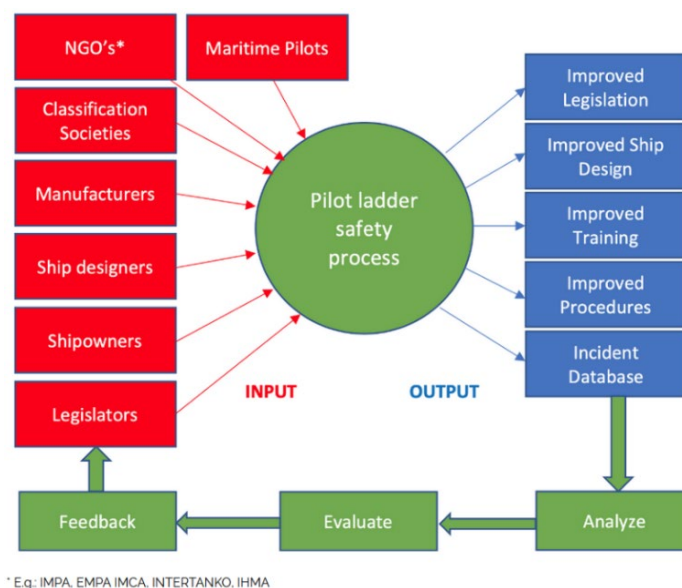 NGO's*
Maritime Pilots
Classification
Societies
Manufacturers
Ship designers
Shipowners
Legislators
Pilot ladder
safety
process
INPUT
OUTPUT
Improved
Legislation
Improved Ship
Design
Improved
Training
Improved
Procedures
Incident
Database
Feedback
Evaluate
Analyze
* E.g.: IMPA, EMPA IMCA, INTERTANKO, IHMA